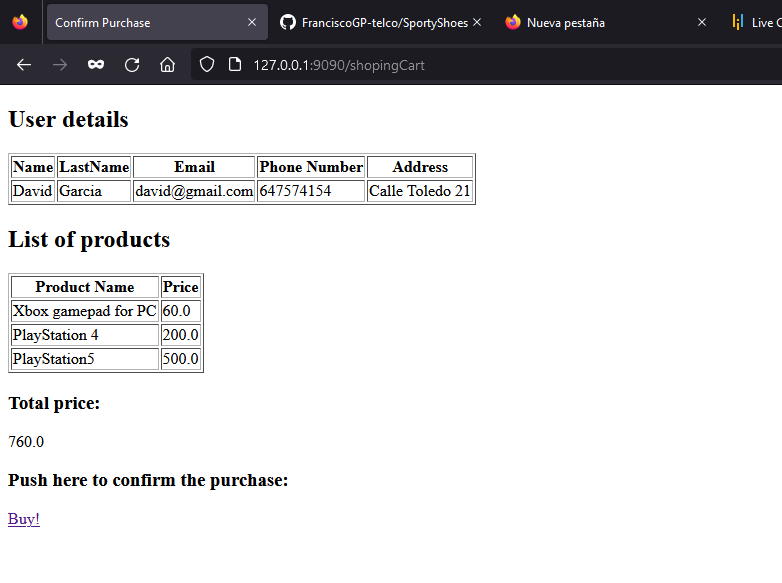 Confirm Purchase
FranciscoGP-telco/SportyShoes
Nueva pestaña
Live C
127.0.0.1:9090/shopingCart
User details
Name LastName Email Phone Number Address
David Garcia david@gmail.com 647574154 Calle Toledo 21
List of products
Product Name Price
Xbox gamepad for PC 60.0
PlayStation 4 200.0
PlayStation5 500.0
Total price:
760.0
Push here to confirm the purchase:
Buy!